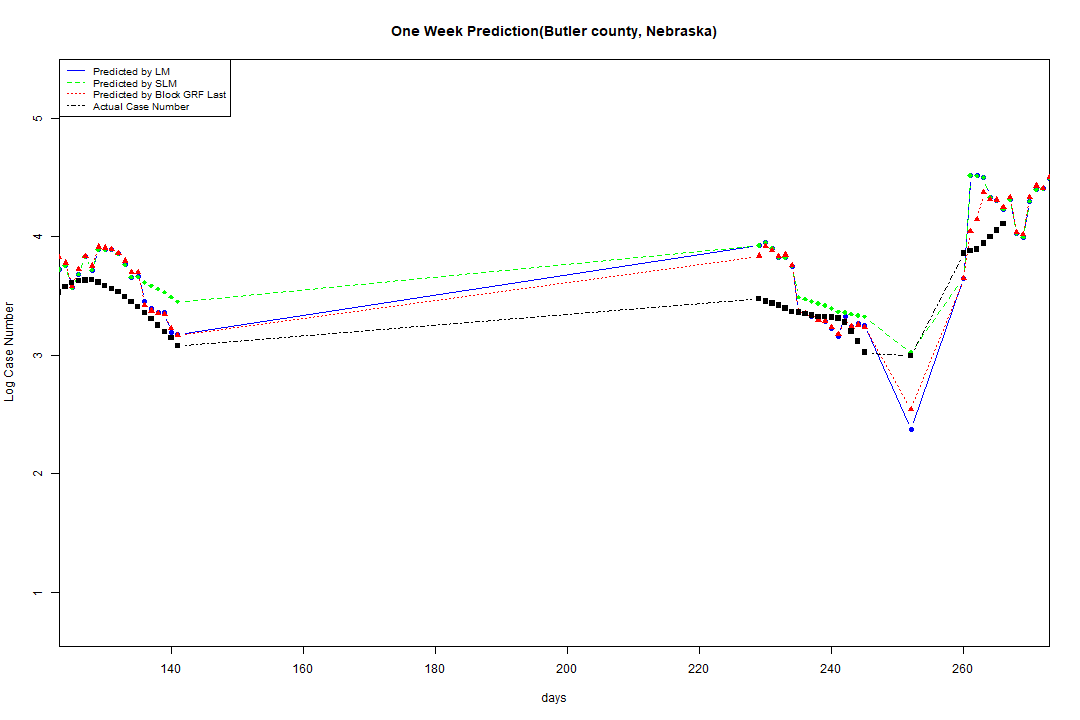 One Week Prediction(Butler county, Nebraska)
Predicted by LM
Predicted by SLM
Predicted by Block GRF Last
Actual Case Number
5
4
3
2
1
Log Case Number
140 160 180 200 220 240 260
days